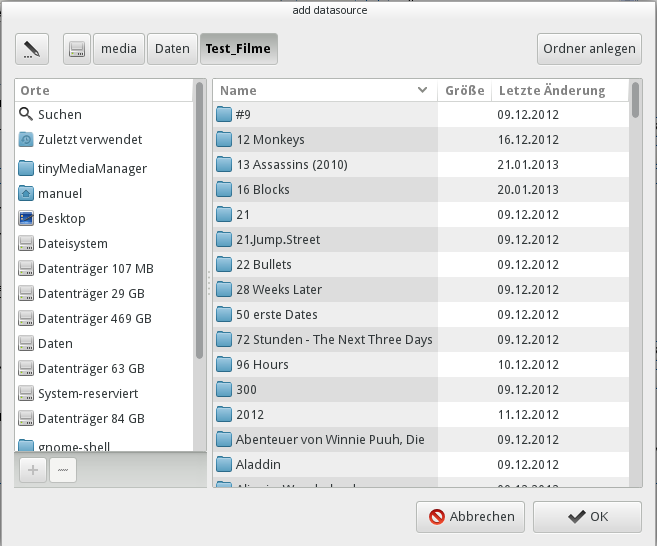 add datasource
media Daten Test_Filme Ordner anlegen
Orte
Suchen
Zuletzt verwendet
tinyMediaManager
manuel
Desktop
Dateisystem
Datenträger 107 MB
Datenträger 29 GB
Datenträger 469 GB
Daten
Datenträger 63 GB
System-reserviert
Datenträger 84 GB
gnome-shell
Name Größe Letzte Änderung
#9 09.12.2012
12 Monkeys 16.12.2012
13 Assassins (2010) 21.01.2013
16 Blocks 20.01.2013
21 09.12.2012
21.Jump.Street 09.12.2012
22 Bullets 09.12.2012
28 Weeks Later 09.12.2012
50 erste Dates 09.12.2012
72 Stunden - The Next Three Days 09.12.2012
96 Hours 10.12.2012
300 09.12.2012
2012 11.12.2012
Abenteuer von Winnie Puuh, Die 09.12.2012
Aladdin 09.12.2012
Abbrechen OK